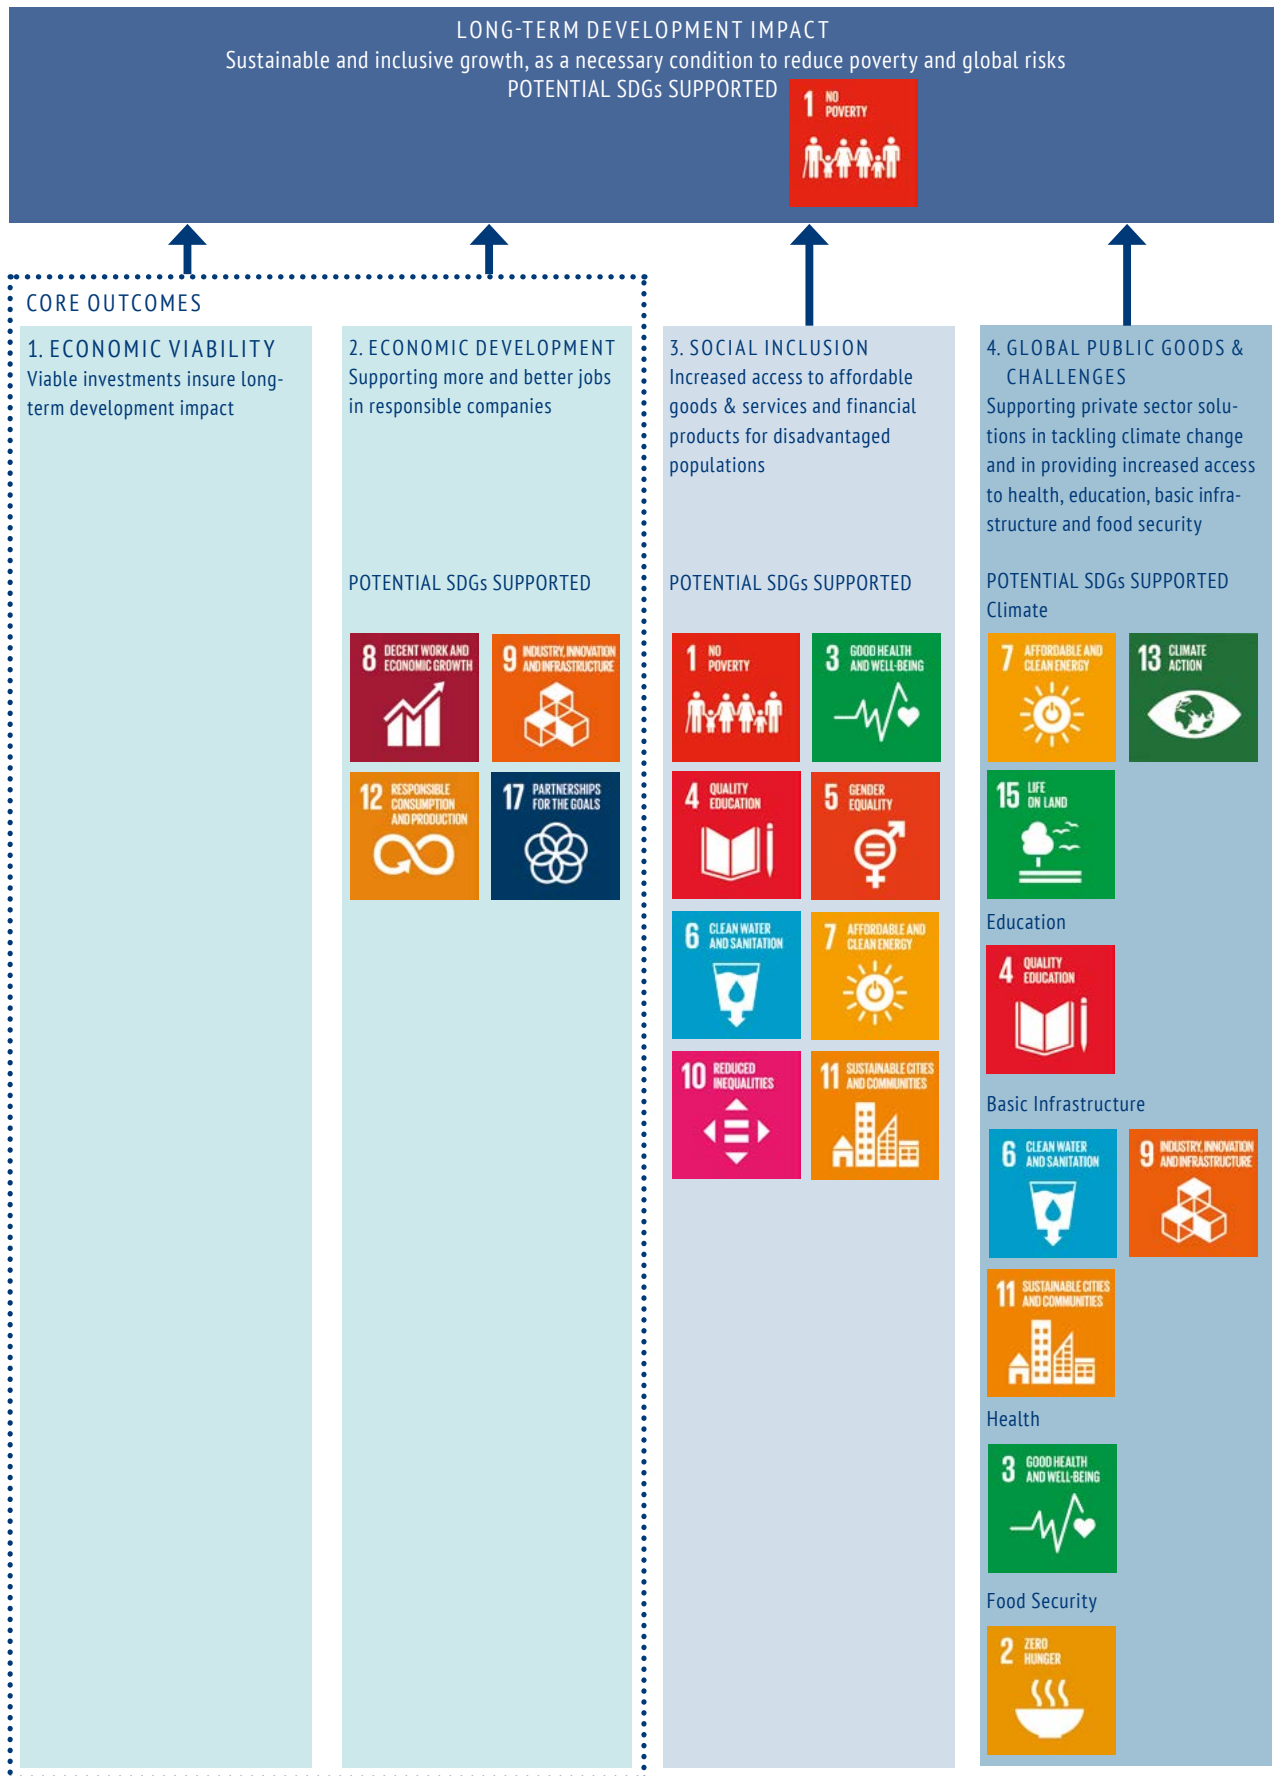 LONG-TERM DEVELOPMENT IMPACT
Sustainable and inclusive growth, as a necessary condition to reduce poverty and global risks
POTENTIAL SDGs SUPPORTED
1 NO
POVERTY
CORE OUTCOMES
1. ECONOMIC VIABILITY
Viable investments insure long-
term development impact
2. ECONOMIC DEVELOPMENT
Supporting more and better jobs
in responsible companies
POTENTIAL SDGs SUPPORTED
8 DECENT WORK AND
ECONOMIC GROWTH
9 INDUSTRY, INNOVATION
AND INFRASTRUCTURE
12 RESPONSIBLE
CONSUMPTION
AND PRODUCTION
17 PARTNERSHIPS
FOR THE GOALS
3. SOCIAL INCLUSION
Increased access to affordable
goods & services and financial
products for disadvantaged
populations
POTENTIAL SDGs SUPPORTED
1 NO
POVERTY
3 GOOD HEALTH
AND WELL-BEING
4 QUALITY
EDUCATION
5 GENDER
EQUALITY
6 CLEAN WATER
AND SANITATION
7 AFFORDABLE AND
CLEAN ENERGY
10 REDUCED
INEQUALITIES
11 SUSTAINABLE CITIES
AND COMMUNITIES
4. GLOBAL PUBLIC GOODS &
CHALLENGES
Supporting private sector solu-
tions in tackling climate change
and in providing increased access
to health, education, basic infra-
structure and food security
POTENTIAL SDGs SUPPORTED
Climate
7 AFFORDABLE AND
CLEAN ENERGY
13 CLIMATE
ACTION
15 LIFE
ON LAND
Education
4 QUALITY
EDUCATION
Basic Infrastructure
6 CLEAN WATER
AND SANITATION
9 INDUSTRY, INNOVATION
AND INFRASTRUCTURE
11 SUSTAINABLE CITIES
AND COMMUNITIES
Health
3 GOOD HEALTH
AND WELL-BEING
Food Security
2 ZERO
HUNGER